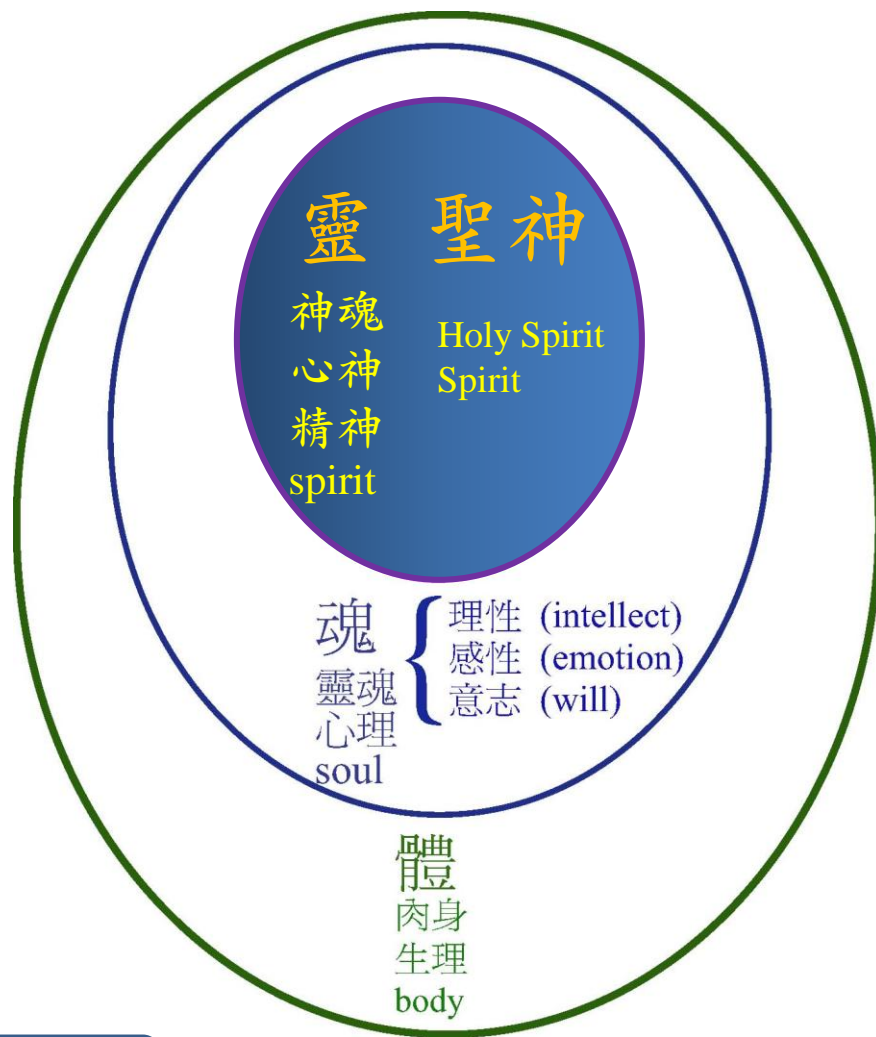 靈 聖神
神魂
心神
精神
spirit
Holy Spirit
Spirit
魂
靈魂
心理
soul
理性 (intellect)
感性 (emotion)
意志 (will)
體
肉身
生理
body